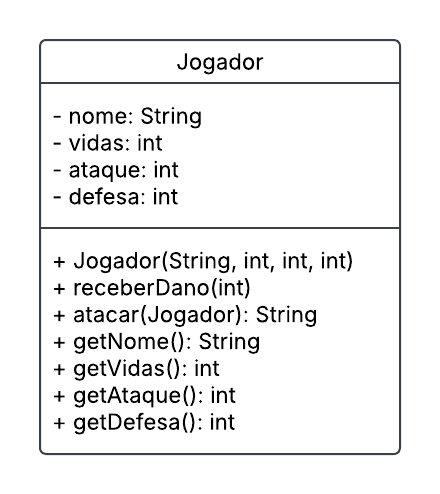 Jogador
- nome: String
- vidas: int
- ataque: int
- defesa: int
+ Jogador(String, int, int, int)
+ receberDano(int)
+ atacar(Jogador): String
+ getNome(): String
+ getVidas(): int
+ getAtaque(): int
+ getDefesa(): int